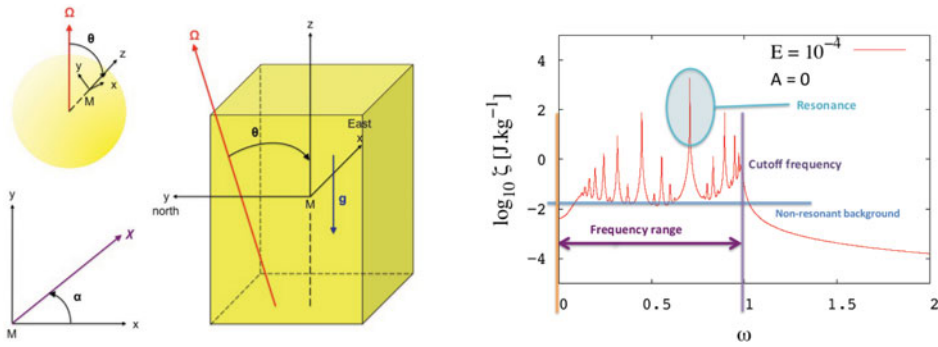 Ω
θ
z
y
x
M
y
χ
α
x
M
Ω
z
θ
East
x
y
north
M
g
log₁₀ ζ [J.kg⁻¹]
4
2
0
−2
−4
E = 10⁻⁴
A = 0
Resonance
Cutoff frequency
Non-resonant background
Frequency range
0
0.5
1
1.5
2
ω